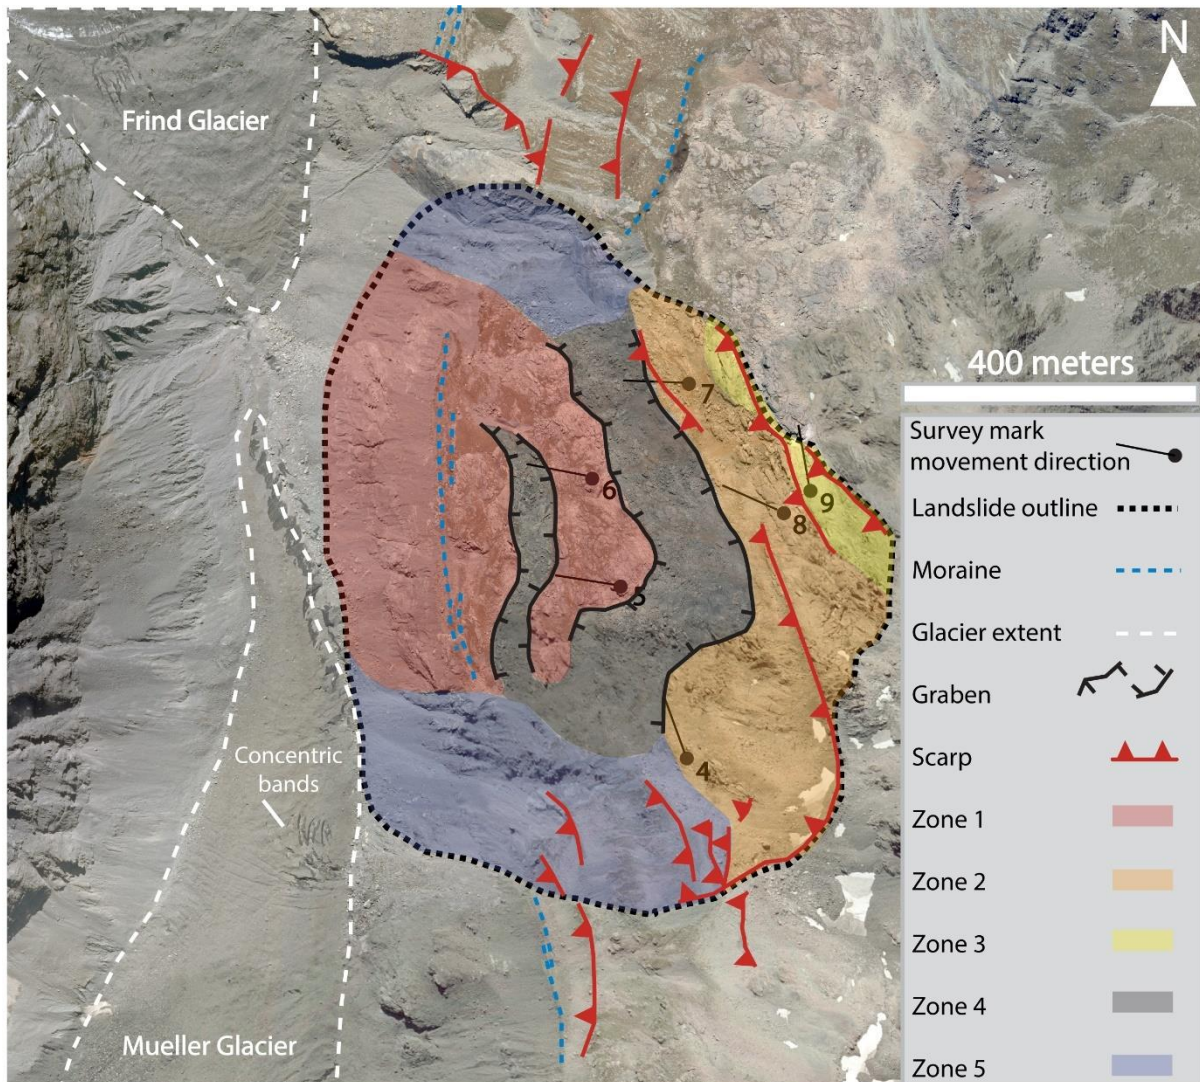 N
Frind Glacier
400 meters
7
6
9
8
5
4
Concentric
bands
Mueller Glacier
Survey mark
movement direction
Landslide outline
Moraine
Glacier extent
Graben
Scarp
Zone 1
Zone 2
Zone 3
Zone 4
Zone 5